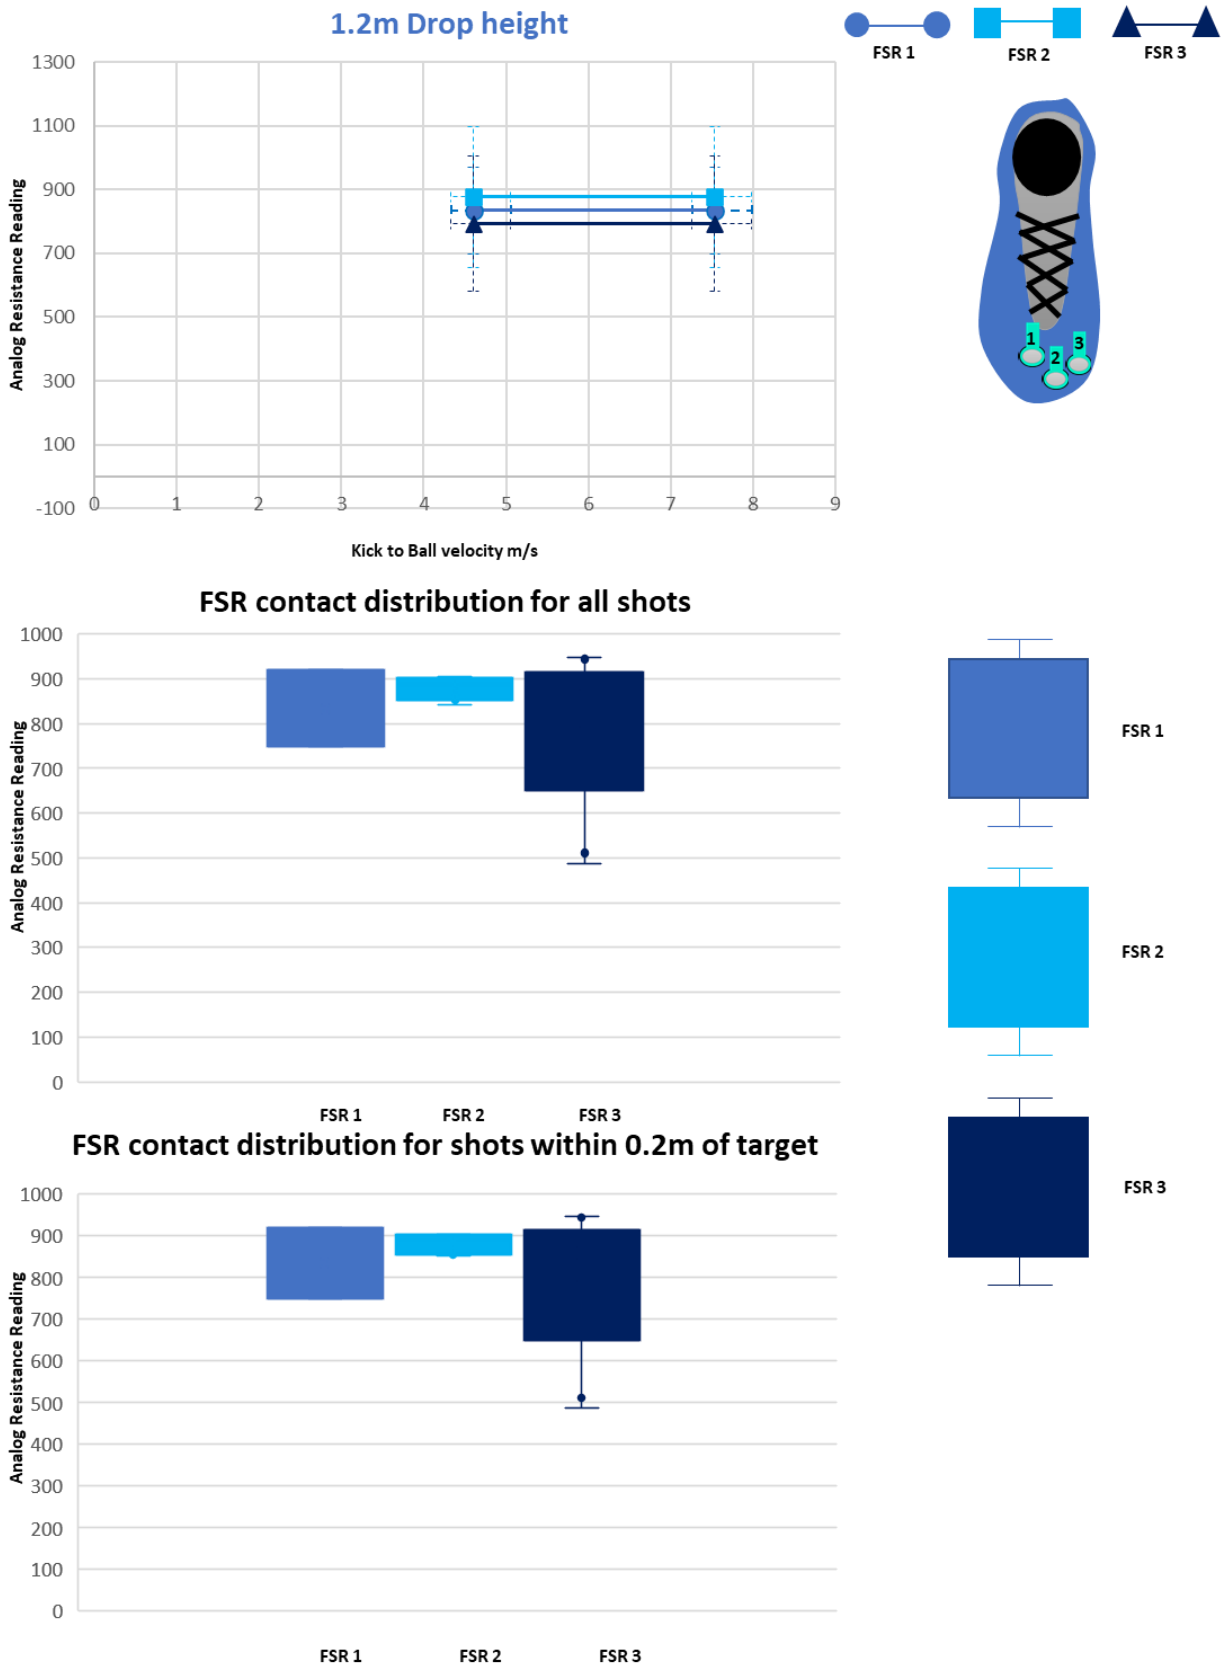 1.2m Drop height
FSR 1
FSR 2
FSR 3
1300
1100
900
700
500
300
100
-100
Analog Resistance Reading
0 1 2 3 4 5 6 7 8 9
Kick to Ball velocity m/s
1
2
3
FSR contact distribution for all shots
1000
900
800
700
600
500
400
300
200
100
0
Analog Resistance Reading
FSR 1 FSR 2 FSR 3
FSR 1
FSR 2
FSR 3
FSR contact distribution for shots within 0.2m of target
1000
900
800
700
600
500
400
300
200
100
0
Analog Resistance Reading
FSR 1 FSR 2 FSR 3